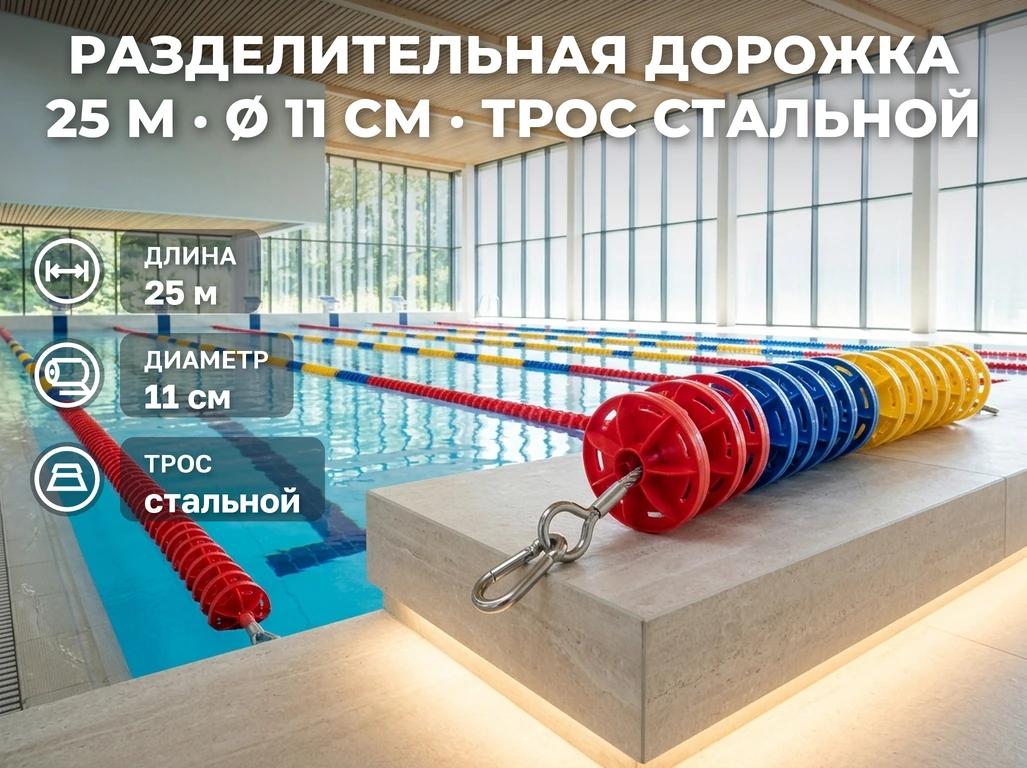 РАЗДЕЛИТЕЛЬНАЯ ДОРОЖКА
25 М · Ø 11 СМ · ТРОС СТАЛЬНОЙ
ДЛИНА
25 м
ДИАМЕТР
11 см
ТРОС
стальной